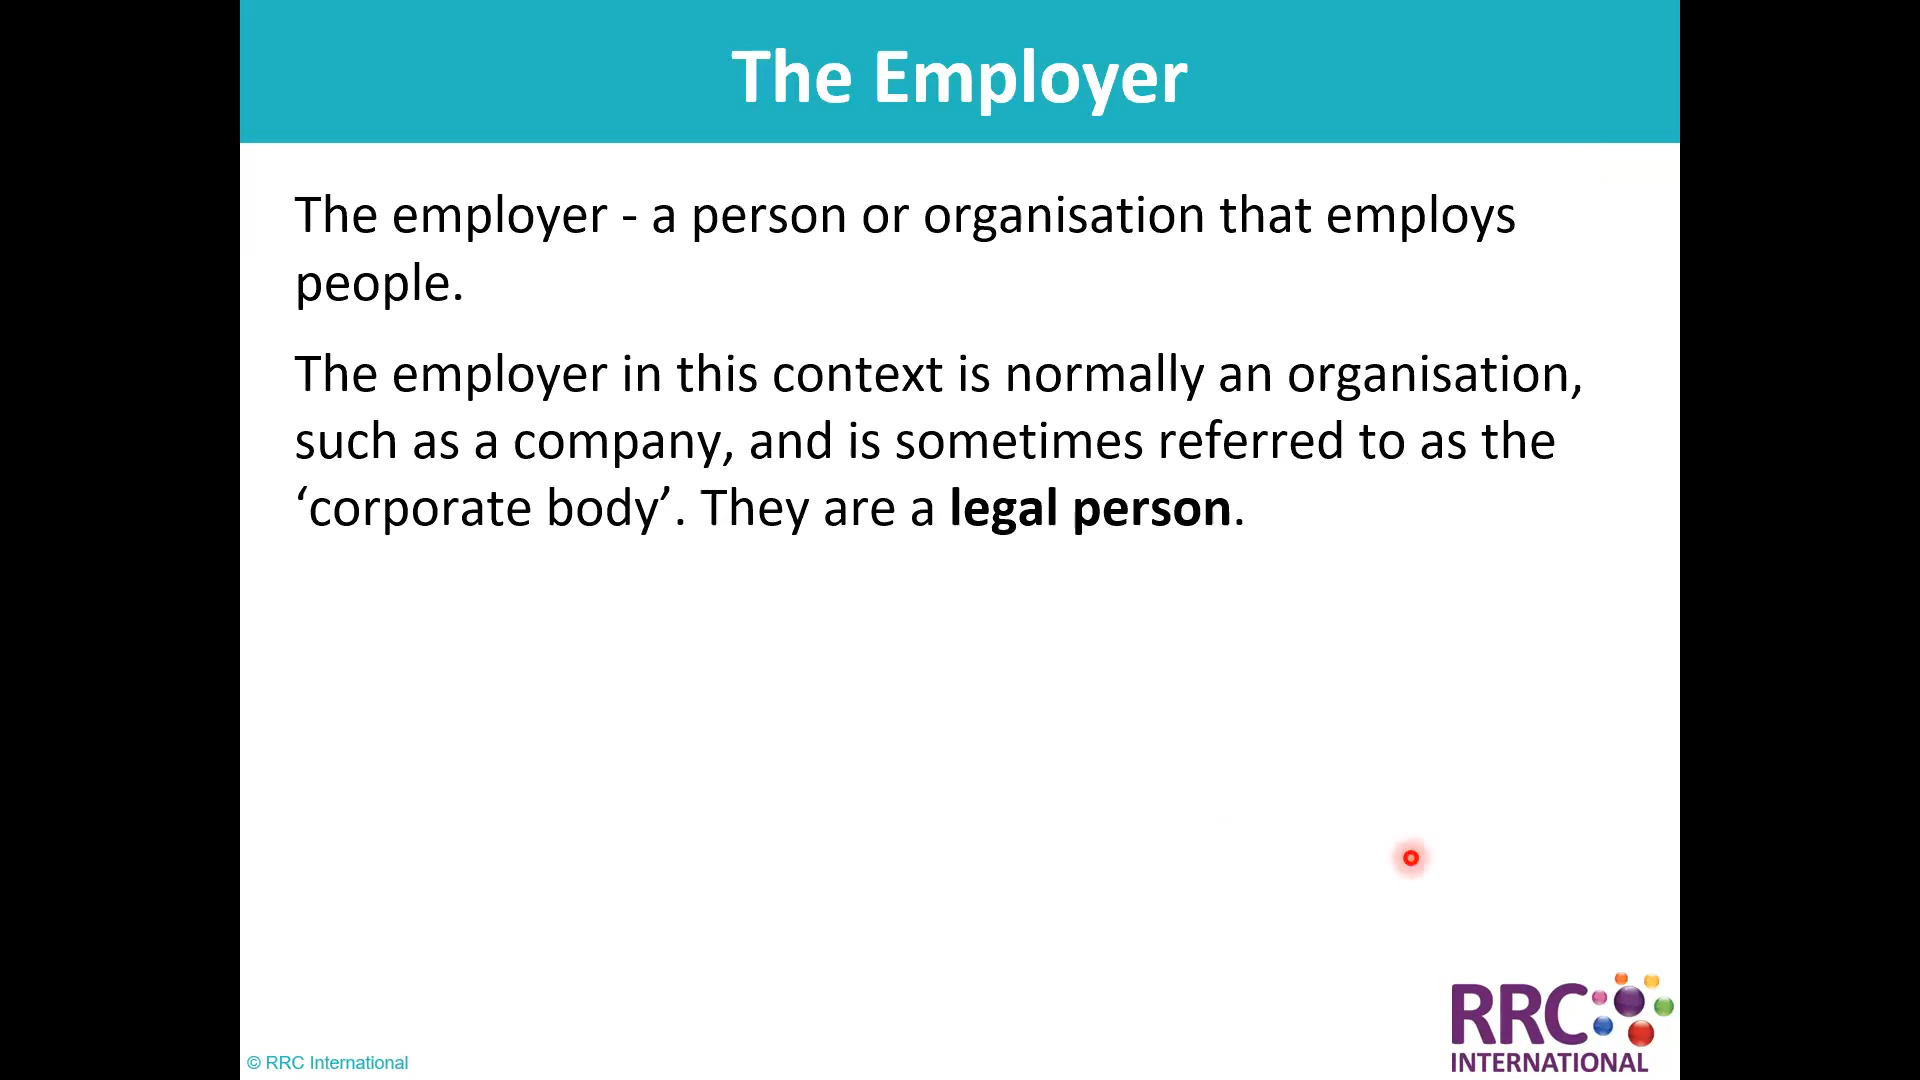 The Employer
The employer - a person or organisation that employs
people.
The employer in this context is normally an organisation,
such as a company, and is sometimes referred to as the
‘corporate body’. They are a legal person.
RRC
INTERNATIONAL
© RRC International